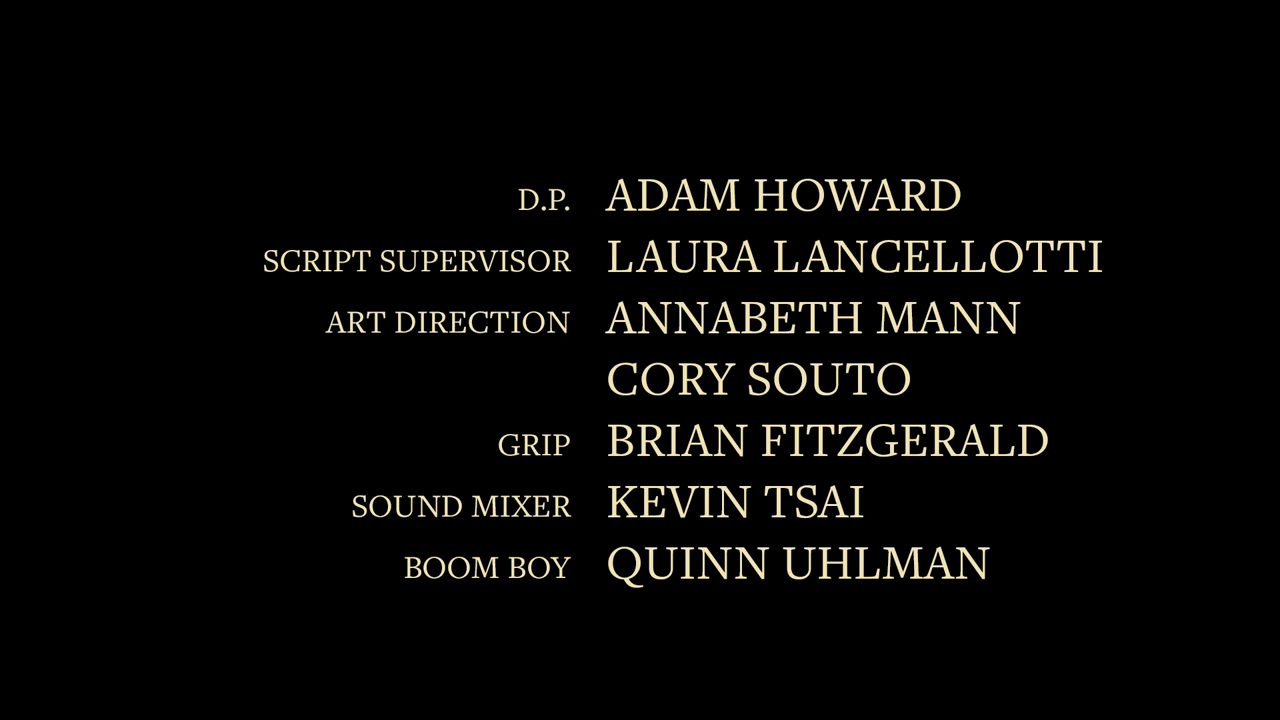 D.P. ADAM HOWARD
SCRIPT SUPERVISOR LAURA LANCELLOTTI
ART DIRECTION ANNABETH MANN
CORY SOUTO
GRIP BRIAN FITZGERALD
SOUND MIXER KEVIN TSAI
BOOM BOY QUINN UHLMAN